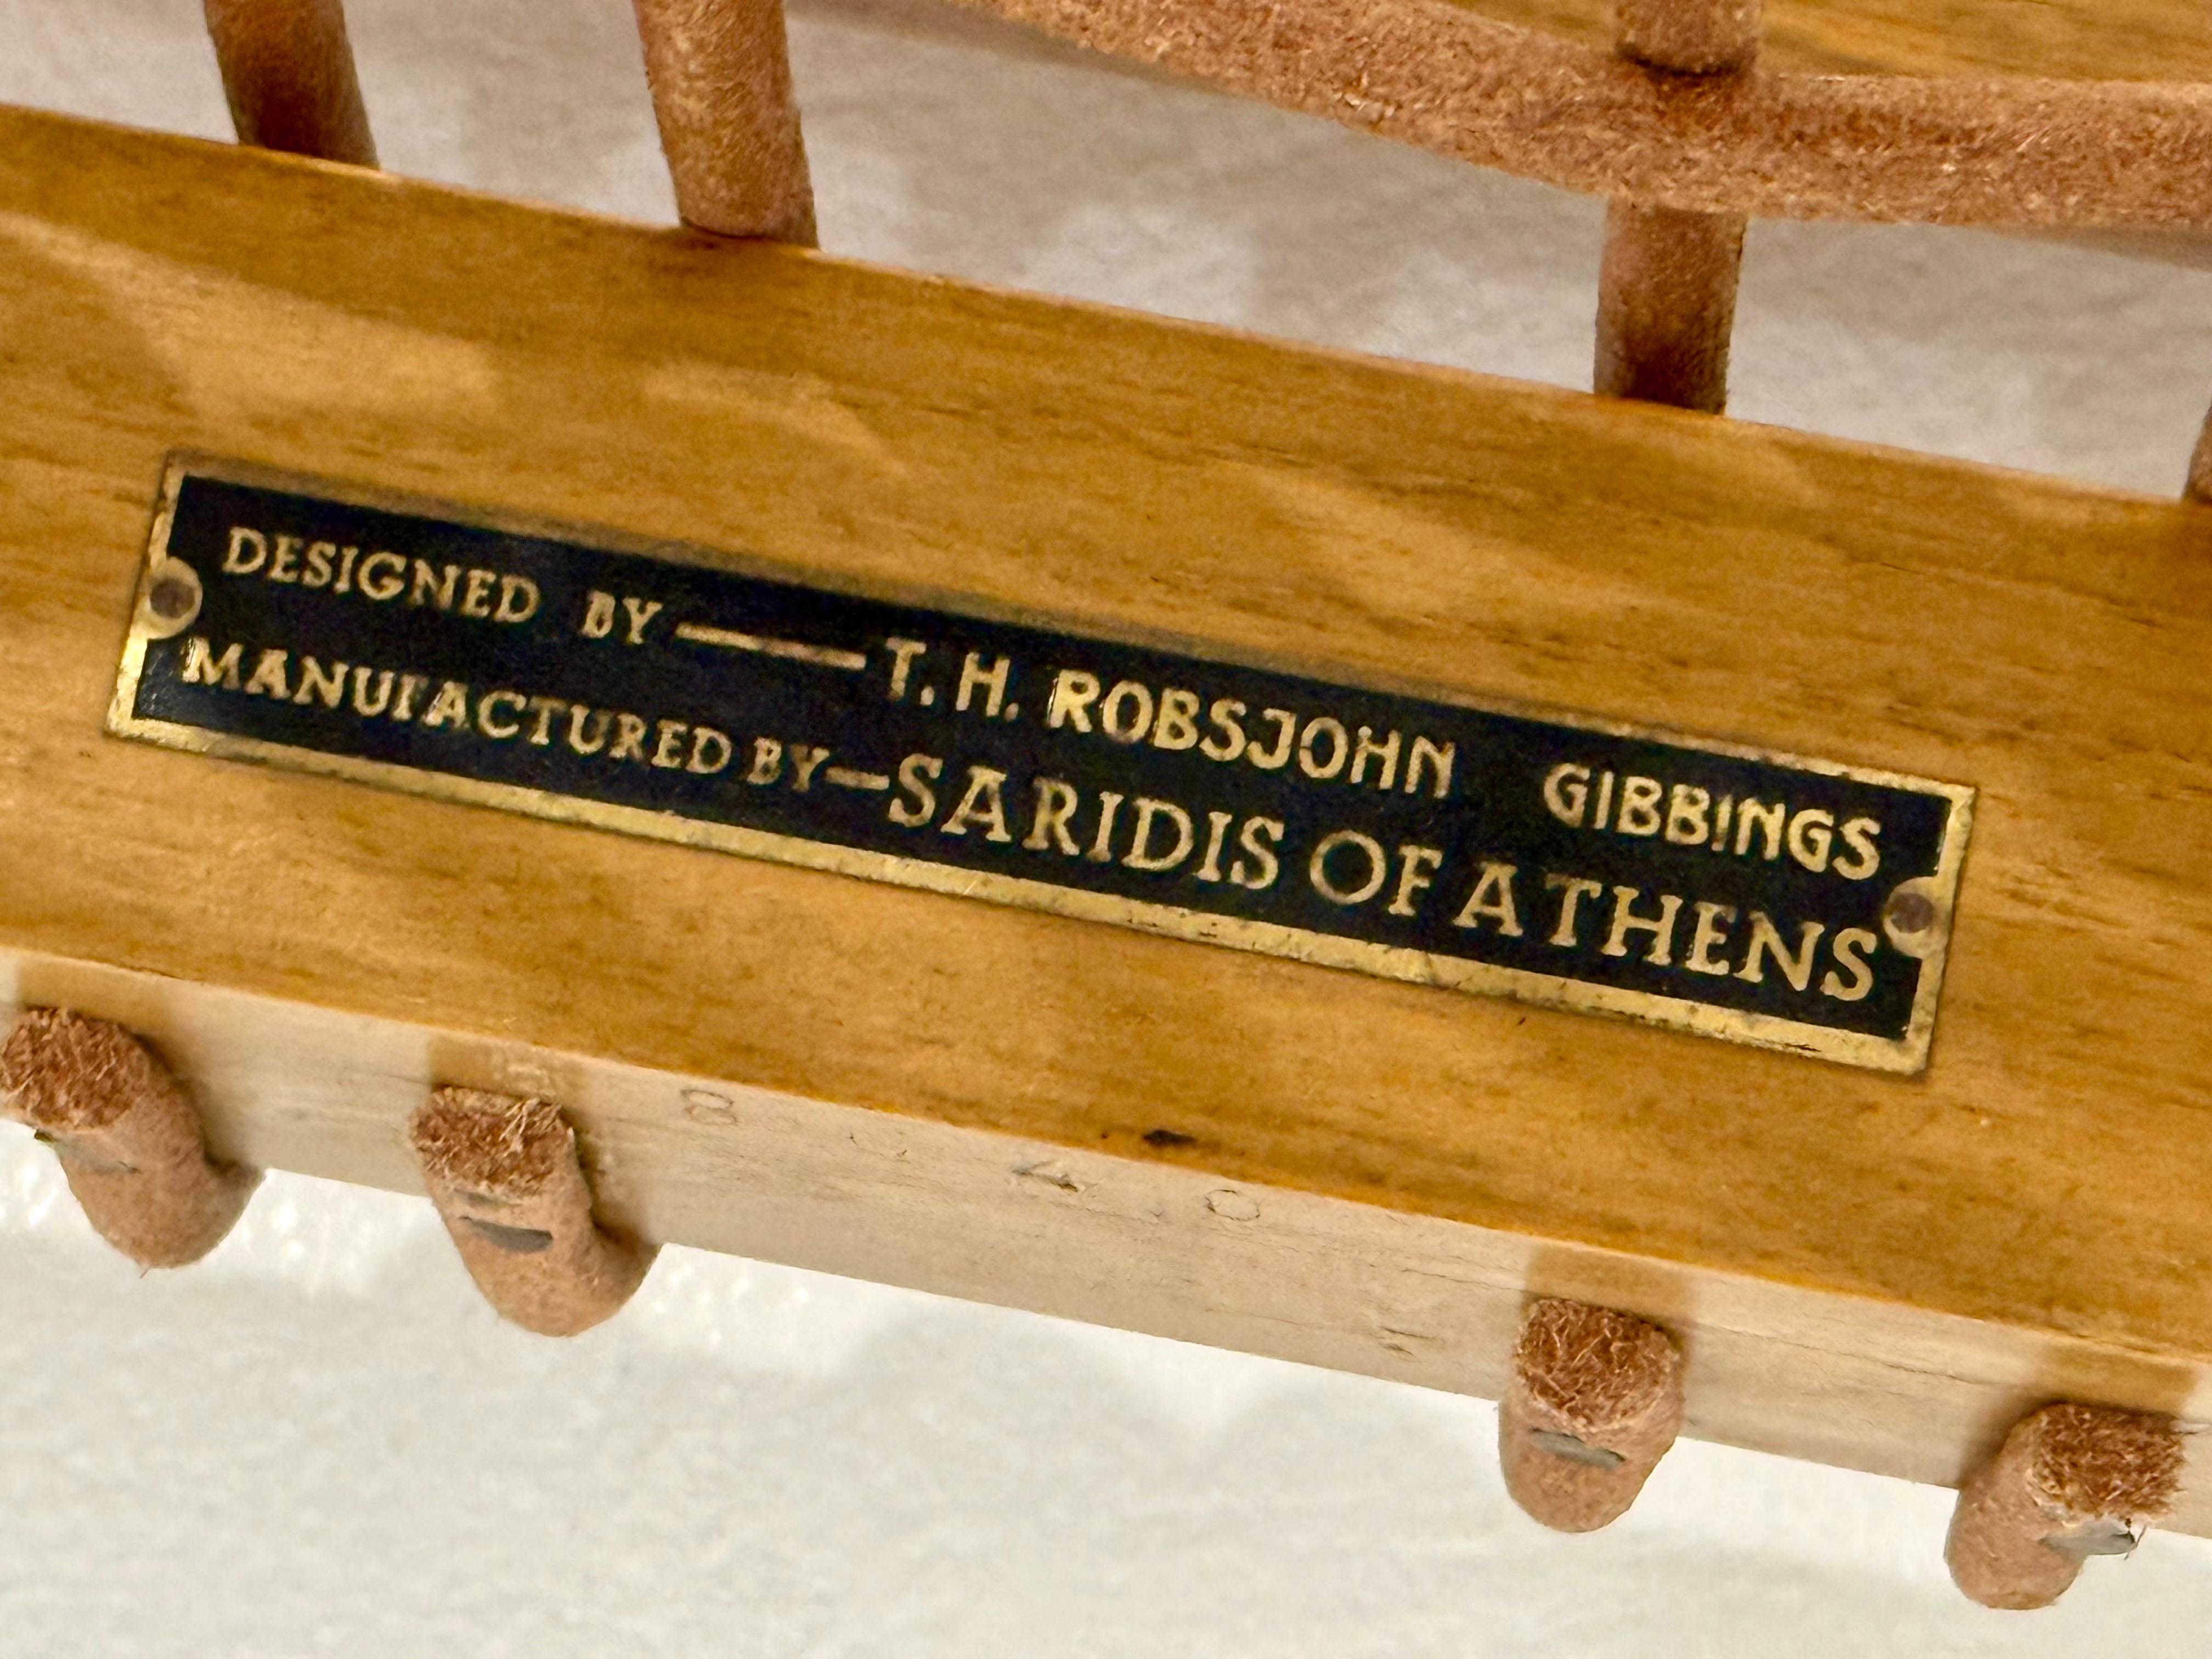 DESIGNED BY — T. H. ROBSJOHN GIBBINGS
MANUFACTURED BY — SARIDIS OF ATHENS